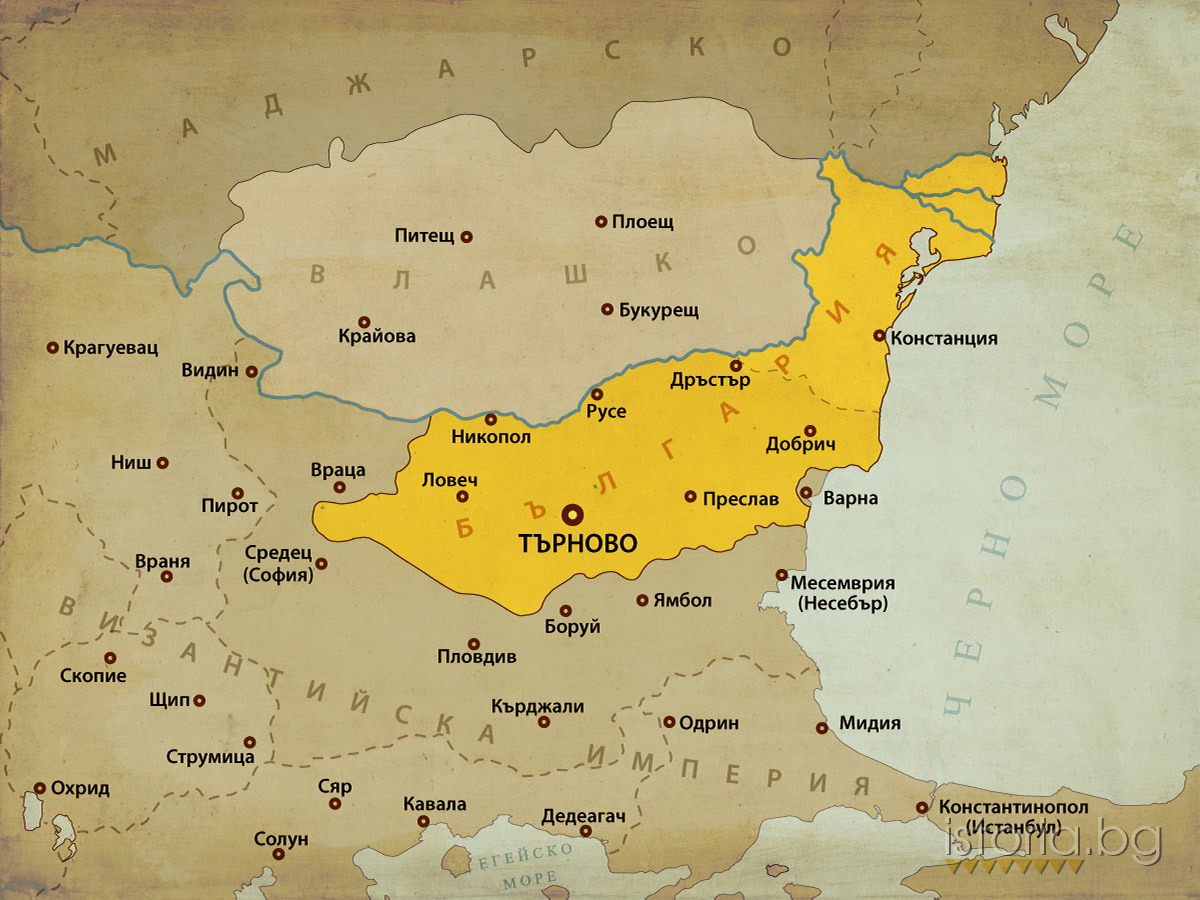 МАДЖАРСКО
Питещ
Плоещ
ВЛАШКО
Букурещ
Крайова
Констанция
Крагуевац
Видин
Дръстър
Русе
Никопол
Добрич
БЪЛГАРИЯ
ЧЕРНО МОРЕ
Ниш
Враца
Ловеч
Пирот
Преслав
Варна
ТЪРНОВО
Средец
(София)
Враня
Месемврия
(Несебър)
Ямбол
Боруй
Пловдив
ВИЗАНТИЙСКА ИМПЕРИЯ
Скопие
Щип
Кърджали
Одрин
Мидия
Струмица
Охрид
Сяр
Кавала
Дедеагач
Константинопол
(Истанбул)
Солун
ЕГЕЙСКО
МОРЕ
istoria.bg